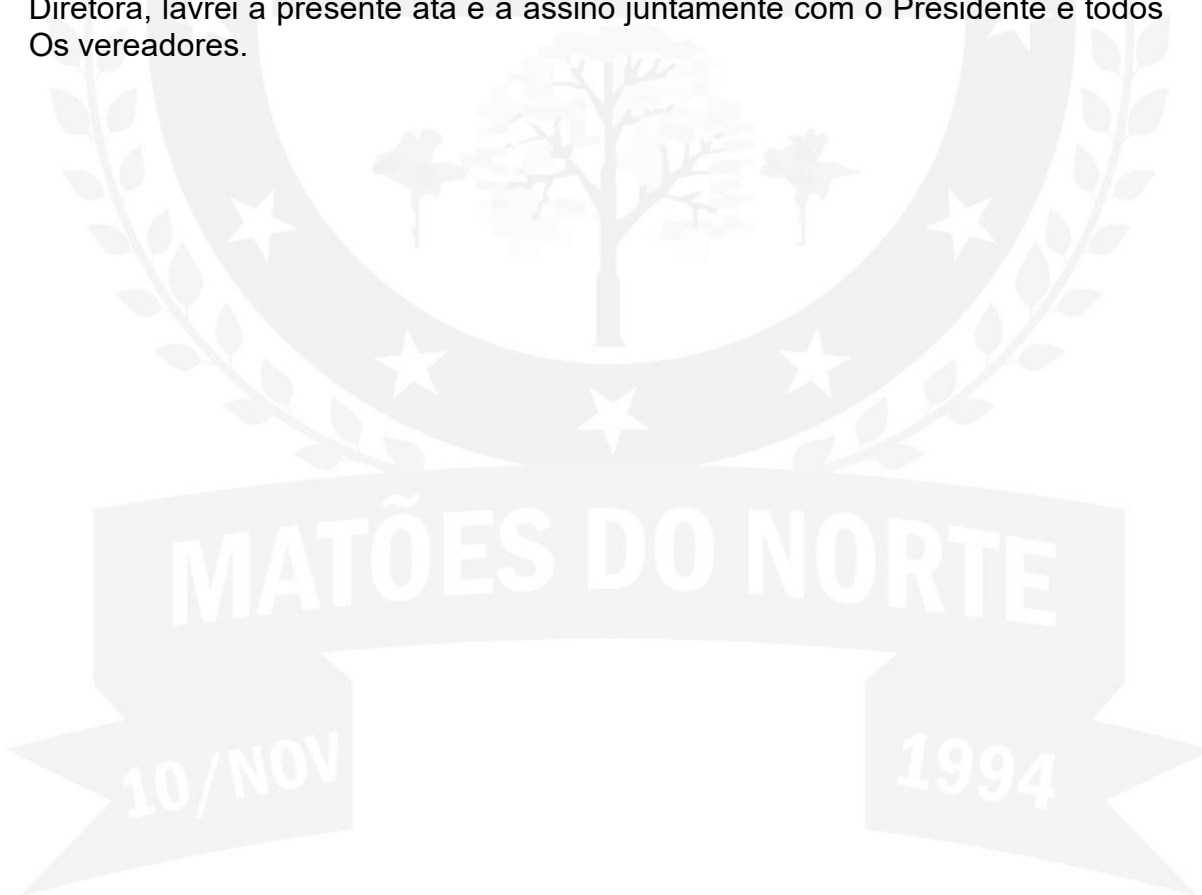 Diretora, lavrei a presente ata e a assino juntamente com o Presidente e todos
Os vereadores.
MATÕES DO NORTE
10/NOV
1994